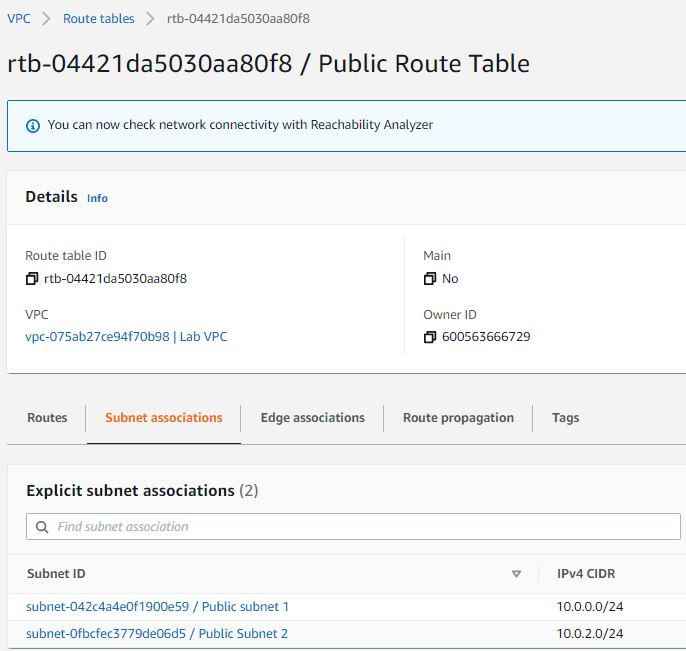 VPC > Route tables > rtb-04421da5030aa80f8
rtb-04421da5030aa80f8 / Public Route Table
You can now check network connectivity with Reachability Analyzer
Details Info
Route table ID
rtb-04421da5030aa80f8
Main
No
VPC
vpc-075ab27ce94f70b98 | Lab VPC
Owner ID
600563666729
Routes Subnet associations Edge associations Route propagation Tags
Explicit subnet associations (2)
Find subnet association
Subnet ID IPv4 CIDR
subnet-042c4a4e0f1900e59 / Public subnet 1 10.0.0.0/24
subnet-0fbcfec3779de06d5 / Public Subnet 2 10.0.2.0/24